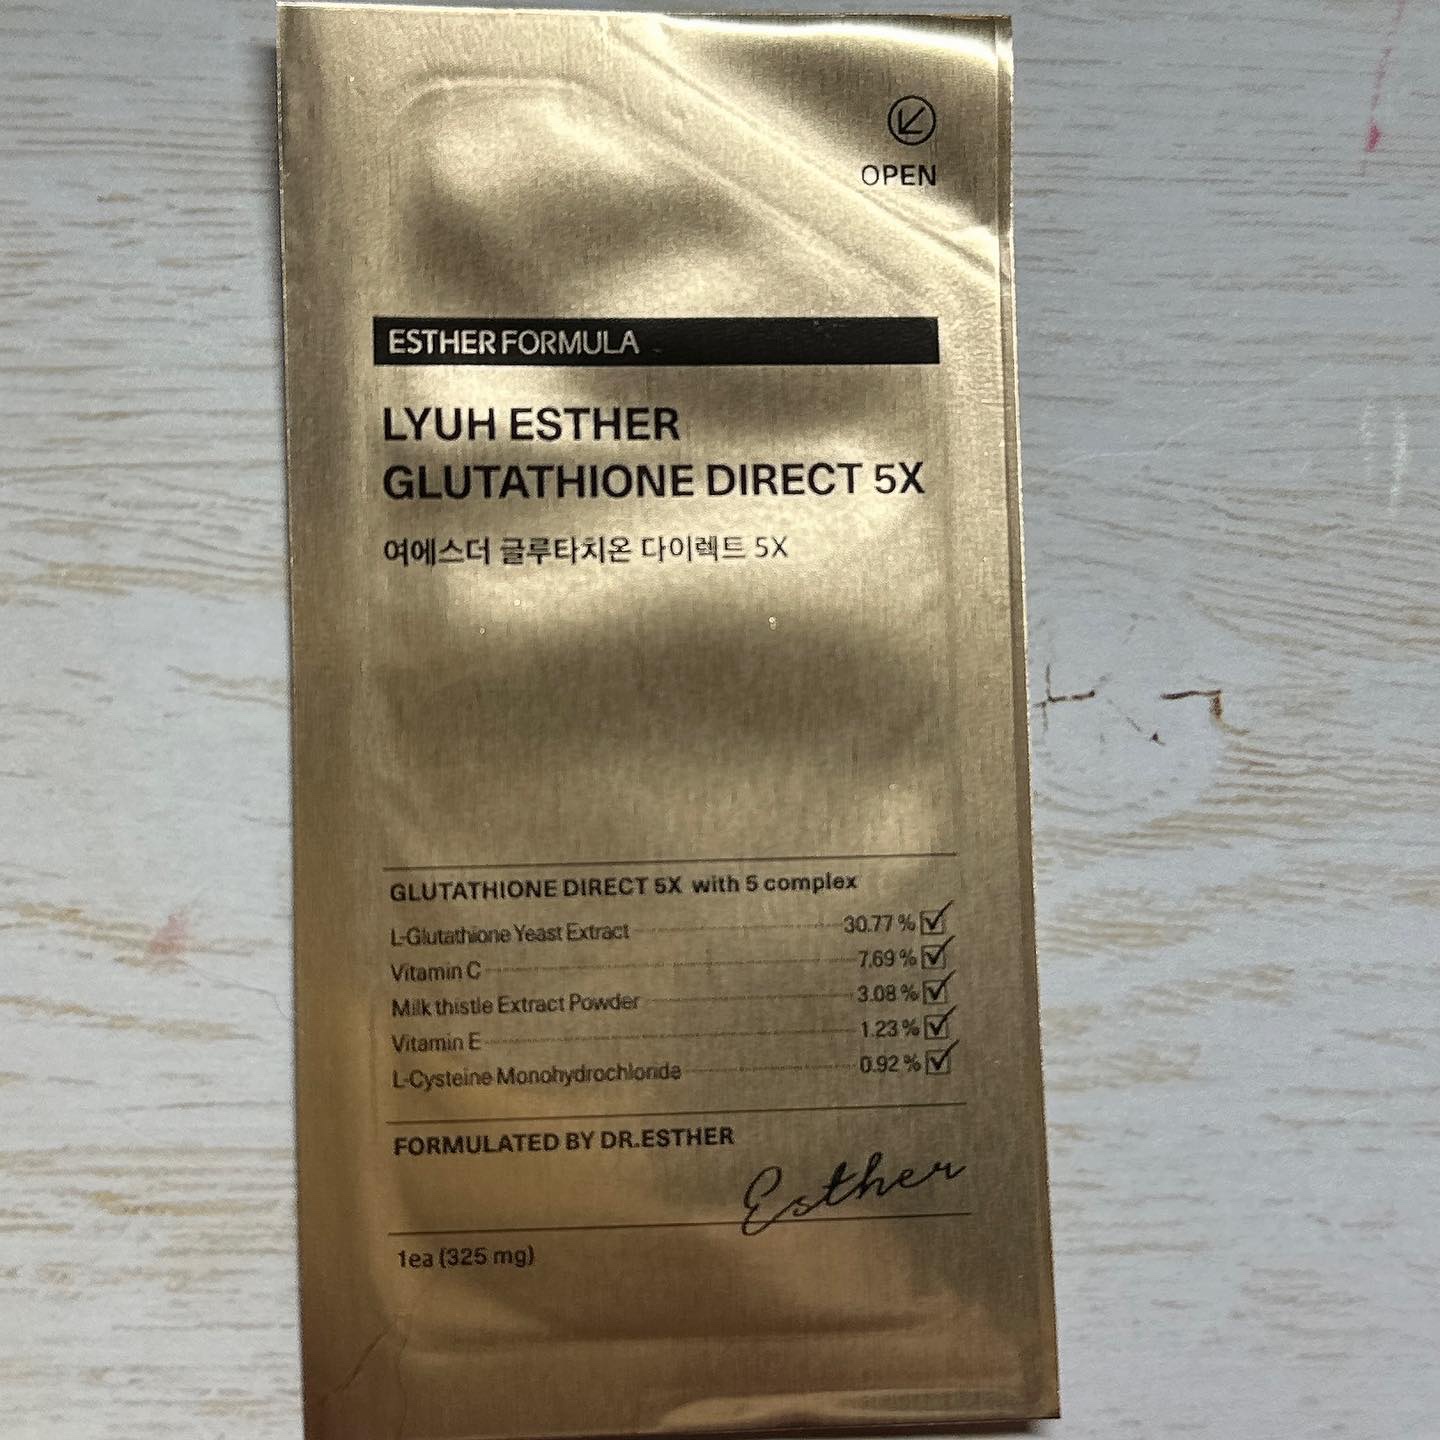 OPEN
ESTHER FORMULA
LYUH ESTHER
GLUTATHIONE DIRECT 5X
여에스더 글루타치온 다이렉트 5X
GLUTATHIONE DIRECT 5X with 5 complex
L-Glutathione Yeast Extract 30.77 %
Vitamin C 7.69 %
Milk thistle Extract Powder 3.08 %
Vitamin E 1.23 %
L-Cysteine Monohydrochloride 0.92 %
FORMULATED BY DR.ESTHER
Esther
1ea (325 mg)